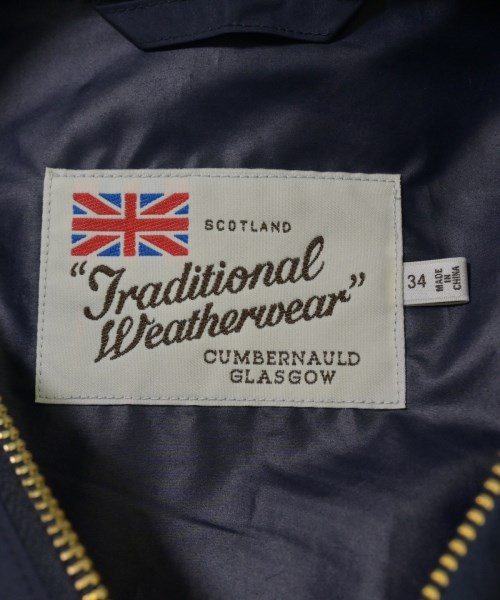 SCOTLAND
"Traditional
Weatherwear"
CUMBERNAULD
GLASGOW
34
MADE
IN
CHINA